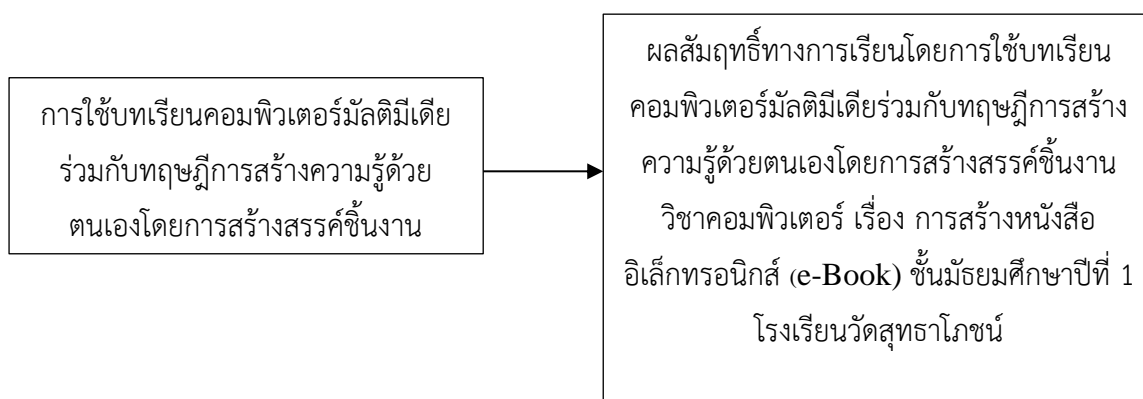 การใช้บทเรียนคอมพิวเตอร์มัลติมีเดีย
ร่วมกับทฤษฎีการสร้างความรู้ด้วย
ตนเองโดยการสร้างสรรค์ชิ้นงาน
ผลสัมฤทธิ์ทางการเรียนโดยการใช้บทเรียน
คอมพิวเตอร์มัลติมีเดียร่วมกับทฤษฎีการสร้าง
ความรู้ด้วยตนเองโดยการสร้างสรรค์ชิ้นงาน
วิชาคอมพิวเตอร์ เรื่อง การสร้างหนังสือ
อิเล็กทรอนิกส์ (e-Book) ชั้นมัธยมศึกษาปีที่ 1
โรงเรียนวัดสุทธาโภชน์